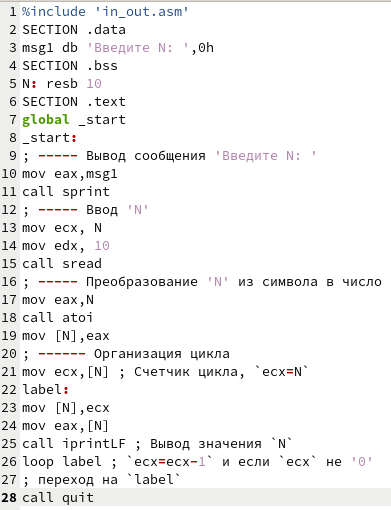 1 %include 'in_out.asm'
2 SECTION .data
3 msg1 db 'Введите N: ',0h
4 SECTION .bss
5 N: resb 10
6 SECTION .text
7 global _start
8 _start:
9 ; ----- Вывод сообщения 'Введите N: '
10 mov eax,msg1
11 call sprint
12 ; ----- Ввод 'N'
13 mov ecx, N
14 mov edx, 10
15 call sread
16 ; ----- Преобразование 'N' из символа в число
17 mov eax,N
18 call atoi
19 mov [N],eax
20 ; ------ Организация цикла
21 mov ecx,[N] ; Счетчик цикла, `ecx=N`
22 label:
23 mov [N],ecx
24 mov eax,[N]
25 call iprintLF ; Вывод значения `N`
26 loop label ; `ecx=ecx-1` и если `ecx` не '0'
27 ; переход на `label`
28 call quit